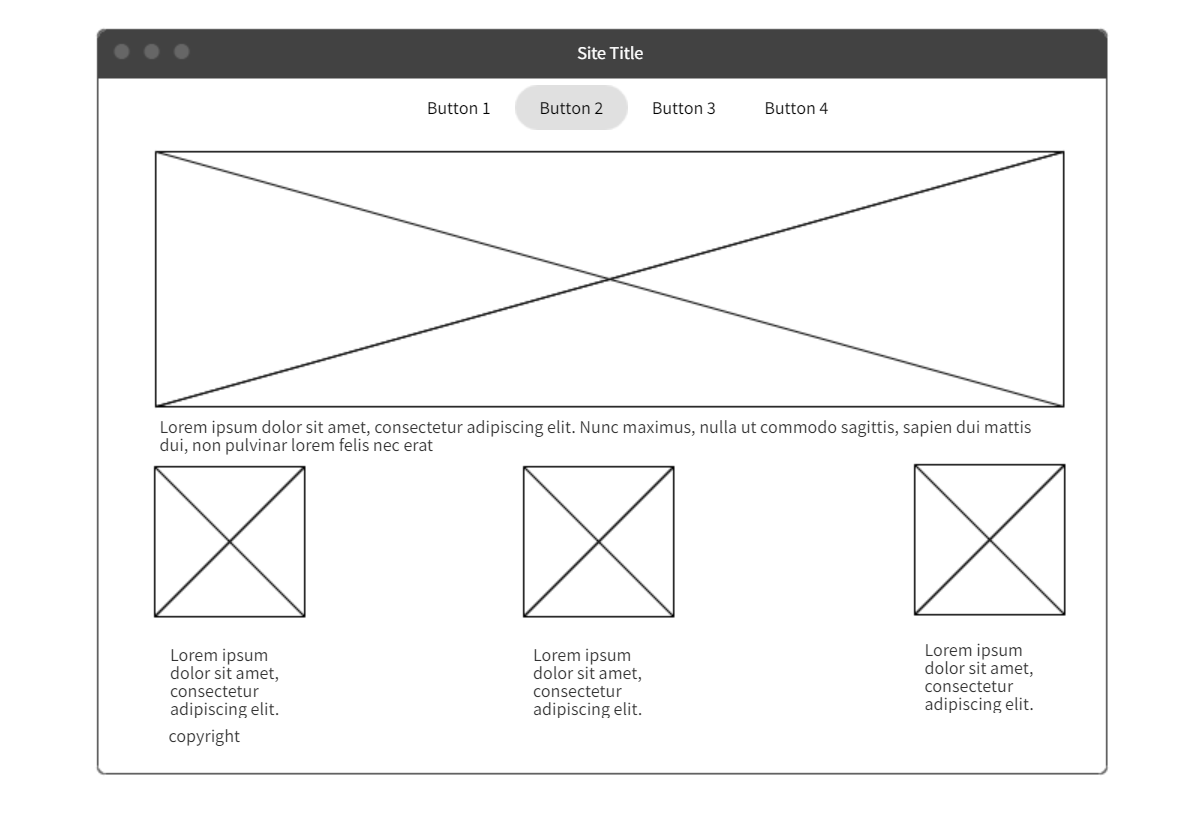 Site Title
Button 1 Button 2 Button 3 Button 4
Lorem ipsum dolor sit amet, consectetur adipiscing elit. Nunc maximus, nulla ut commodo sagittis, sapien dui mattis
dui, non pulvinar lorem felis nec erat
Lorem ipsum
dolor sit amet,
consectetur
adipiscing elit.
Lorem ipsum
dolor sit amet,
consectetur
adipiscing elit.
Lorem ipsum
dolor sit amet,
consectetur
adipiscing elit.
copyright